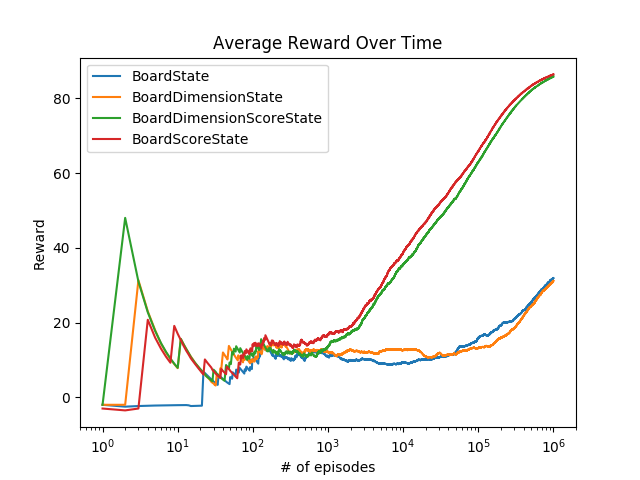 Average Reward Over Time
BoardState
BoardDimensionState
BoardDimensionScoreState
BoardScoreState
80
60
40
20
0
Reward
10^0 10^1 10^2 10^3 10^4 10^5 10^6
# of episodes